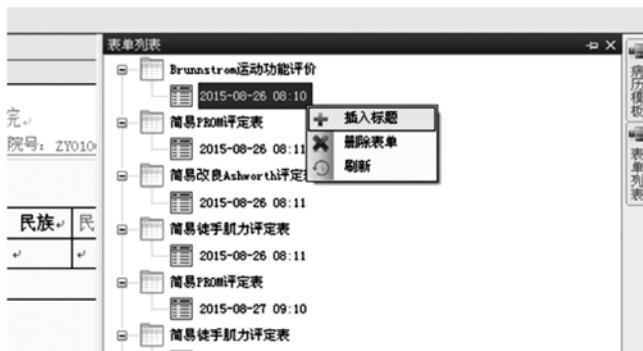 表单列表
Brunnstrom运动功能评价
2015-08-26 08:10
插入标题
删除表单
刷新
简易PROM评定表
2015-08-26 08:11
简易改良Ashworth评定
2015-08-26 08:11
简易徒手肌力评定表
2015-08-26 08:11
简易PROM评定表
2015-08-27 09:10
简易徒手肌力评定表
院
院号: ZY010
民族
民
病历模板
表单列表